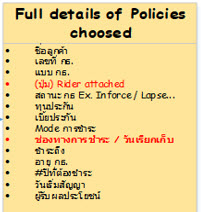 Full details of Policies
choosed
• ชื่อลูกค้า
• เลขที่ กธ.
• แบบ กธ.
• (ปุ่ม) Rider attached
• สถานะ กธ Ex. Inforce / Lapse...
• ทุนประกัน
• เบี้ยประกัน
• Mode การชำระ
• ช่องทางการชำระ / วันเรียกเก็บ
• ชำระถึง
• อายุ กธ.
• #ปีที่ต้องชำระ
• วันเริ่มสัญญา
• ผู้รับผลประโยชน์